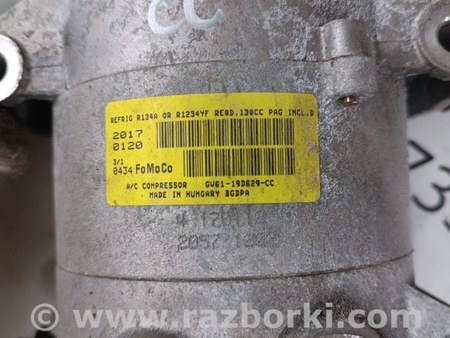 CC
REFRIG R134A OR R1234YF REQD.130CC PAG INCL.D
2017
0120
3/1
0434 FoMoCo
A/C COMPRESSOR GV61-19D629-CC
MADE IN HUNGARY BGDPA
www.razborki.com